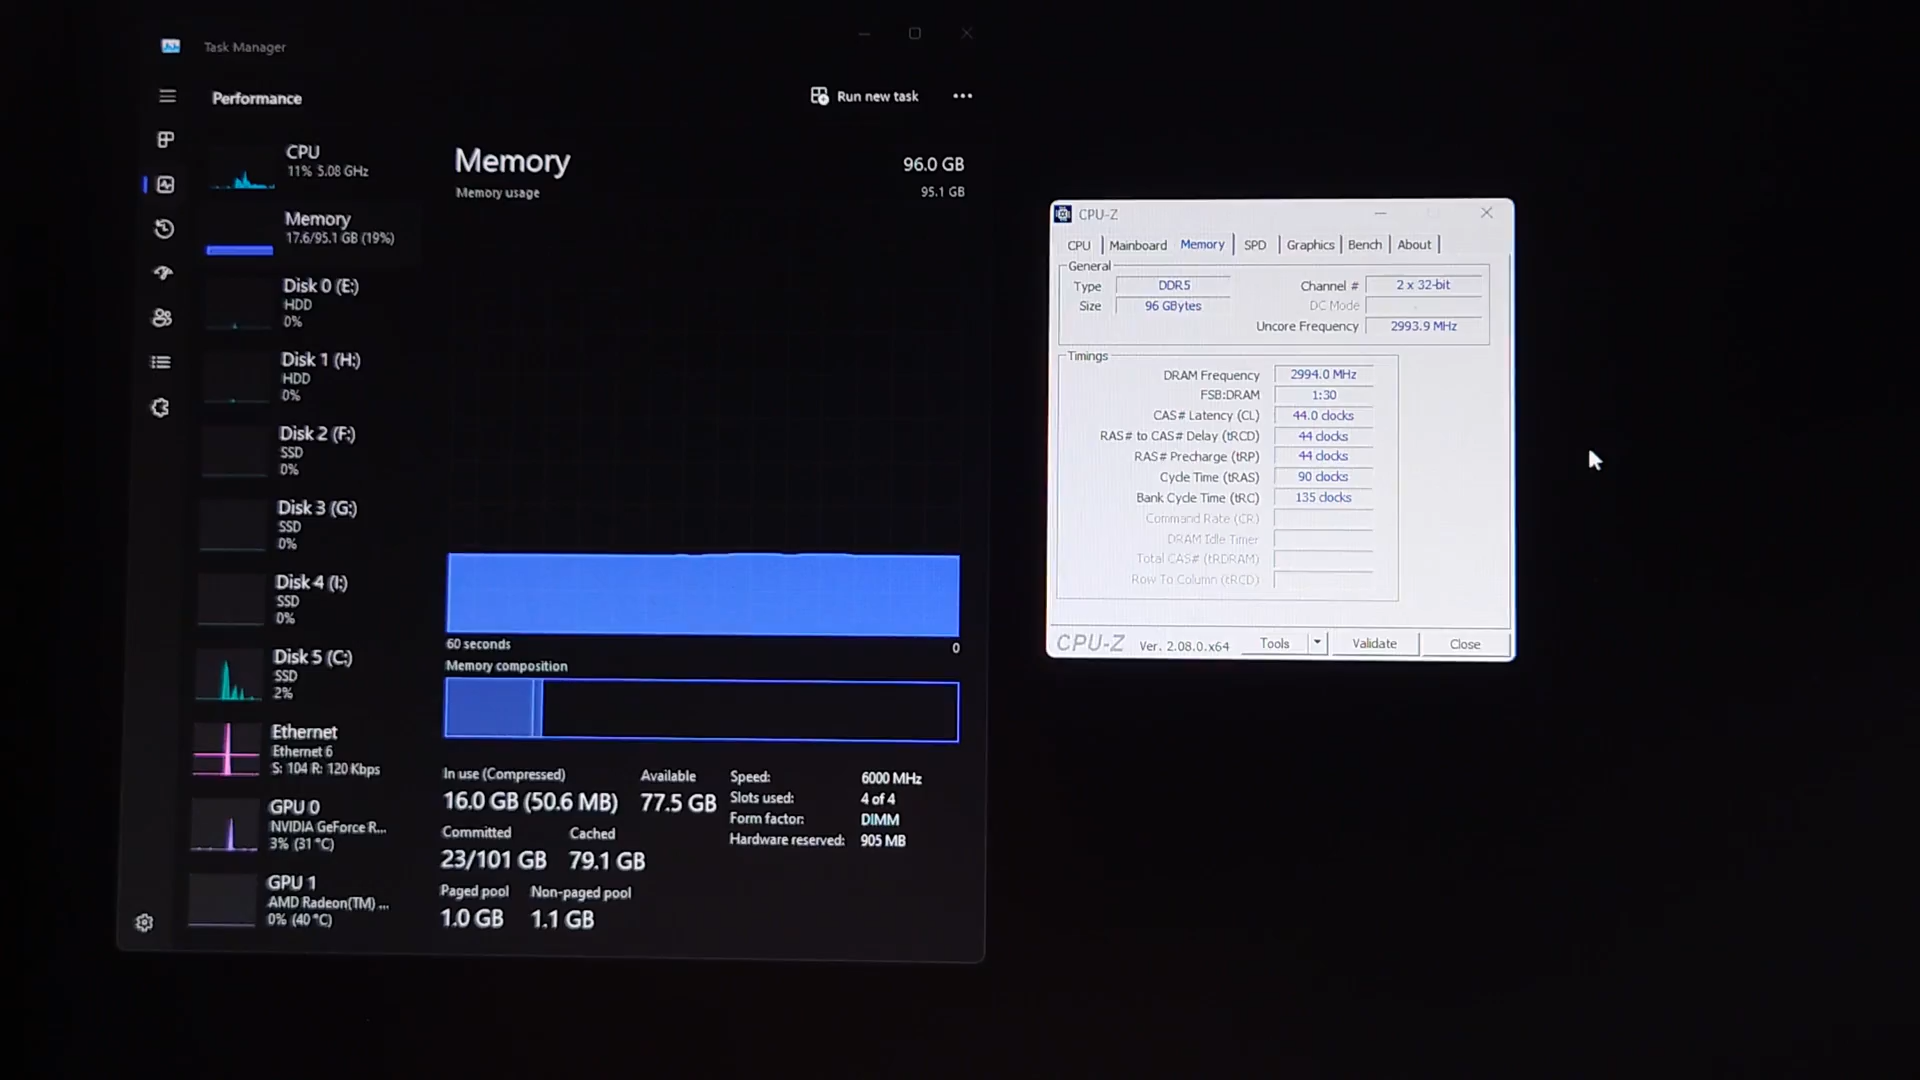 Task Manager
Performance
Run new task
CPU
11% 5.08 GHz
Memory
17.6/95.1 GB (19%)
Disk 0 (E:)
HDD
0%
Disk 1 (H:)
HDD
0%
Disk 2 (F:)
SSD
0%
Disk 3 (G:)
SSD
0%
Disk 4 (I:)
SSD
0%
Disk 5 (C:)
SSD
2%
Ethernet
Ethernet 6
S: 104 R: 120 Kbps
GPU 0
NVIDIA GeForce R...
3% (31 °C)
GPU 1
AMD Radeon(TM) ...
0% (40 °C)
Memory 96.0 GB
Memory usage 95.1 GB
60 seconds 0
Memory composition
In use (Compressed) Available
16.0 GB (50.6 MB) 77.5 GB
Committed Cached
23/101 GB 79.1 GB
Paged pool Non-paged pool
1.0 GB 1.1 GB
Speed: 6000 MHz
Slots used: 4 of 4
Form factor: DIMM
Hardware reserved: 905 MB
CPU-Z
CPU Mainboard Memory SPD Graphics Bench About
General
Type DDR5 Channel # 2 x 32-bit
Size 96 GBytes DC Mode
Uncore Frequency 2993.9 MHz
Timings
DRAM Frequency 2994.0 MHz
FSB:DRAM 1:30
CAS# Latency (CL) 44.0 clocks
RAS# to CAS# Delay (tRCD) 44 clocks
RAS# Precharge (tRP) 44 clocks
Cycle Time (tRAS) 90 clocks
Bank Cycle Time (tRC) 135 clocks
Command Rate (CR)
DRAM Idle Timer
Total CAS# (tRDRAM)
Row To Column (tRCD)
CPU-Z Ver. 2.08.0.x64 Tools Validate Close